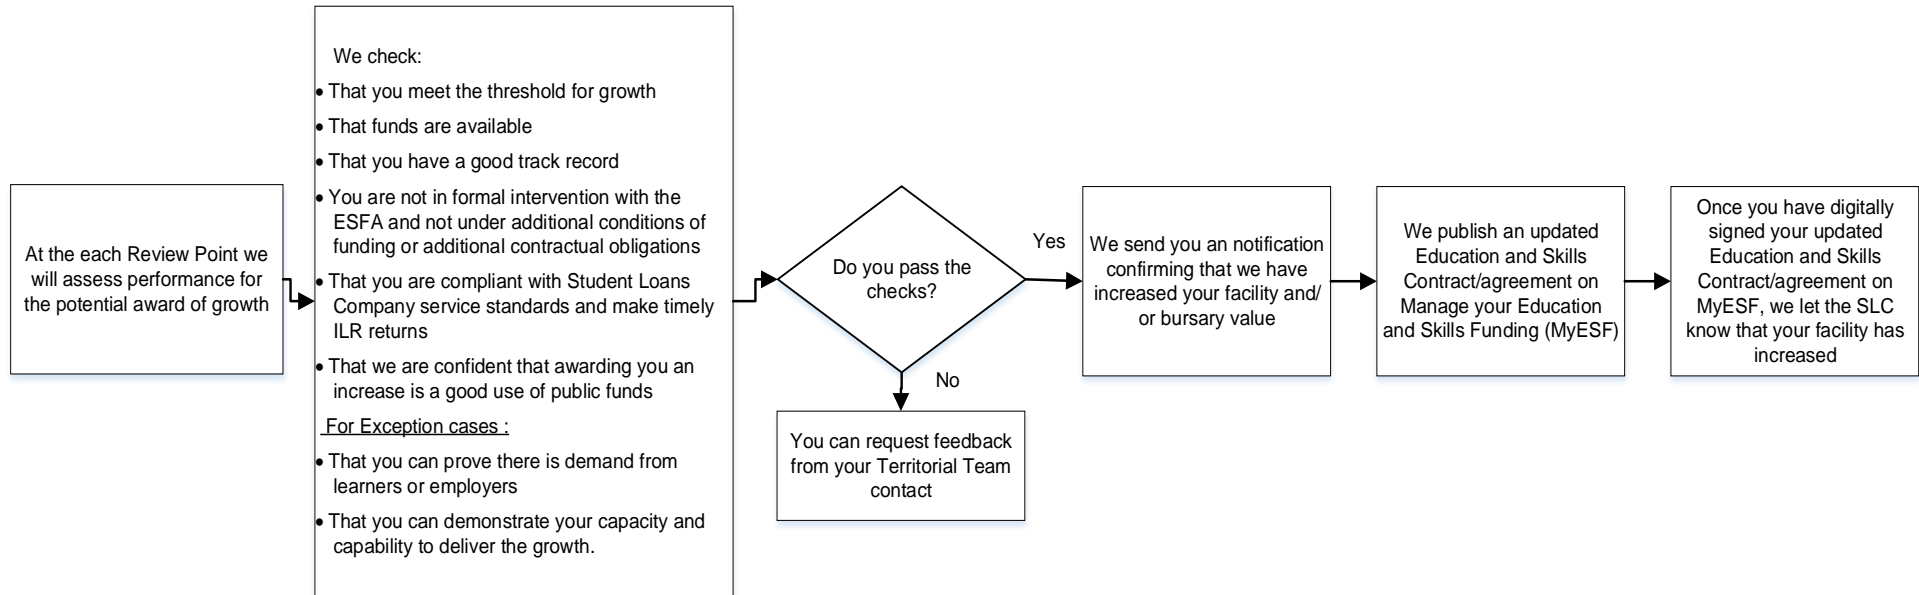 At the each Review Point we
will assess performance for
the potential award of growth
We check:
• That you meet the threshold for growth
• That funds are available
• That you have a good track record
• You are not in formal intervention with the
ESFA and not under additional conditions of
funding or additional contractual obligations
• That you are compliant with Student Loans
Company service standards and make timely
ILR returns
• That we are confident that awarding you an
increase is a good use of public funds
For Exception cases :
• That you can prove there is demand from
learners or employers
• That you can demonstrate your capacity and
capability to deliver the growth.
Do you pass the
checks?
Yes
No
You can request feedback
from your Territorial Team
contact
We send you an notification
confirming that we have
increased your facility and/
or bursary value
We publish an updated
Education and Skills
Contract/agreement on
Manage your Education
and Skills Funding (MyESF)
Once you have digitally
signed your updated
Education and Skills
Contract/agreement on
MyESF, we let the SLC
know that your facility has
increased